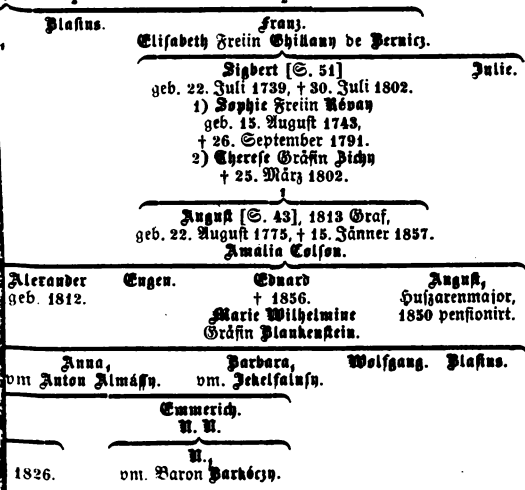 Blasius. Franz.
Elisabeth Freiin Ghillany de Bernicz.
Sigbert [S. 51] Julie.
geb. 22. Juli 1739, † 30. Juli 1802.
1) Sophie Freiin Révay
geb. 15. August 1743,
† 26. September 1791.
2) Therese Gräfin Zichy
† 25. März 1802.
1
August [S. 43], 1813 Graf,
geb. 22. August 1775, † 15. Jänner 1857.
Amalia Colson.
Alexander Eugen. Eduard August,
geb. 1812. † 1856. Huszarenmajor,
Marie Wilhelmine 1850 pensionirt.
Gräfin Blankenstein.
Anna, Barbara, Wolfgang. Blasius.
vm Anton Almássy. vm. Jekelfalusy.
Emmerich.
N. N.
N.,
1826. vm. Baron Barkóczy.